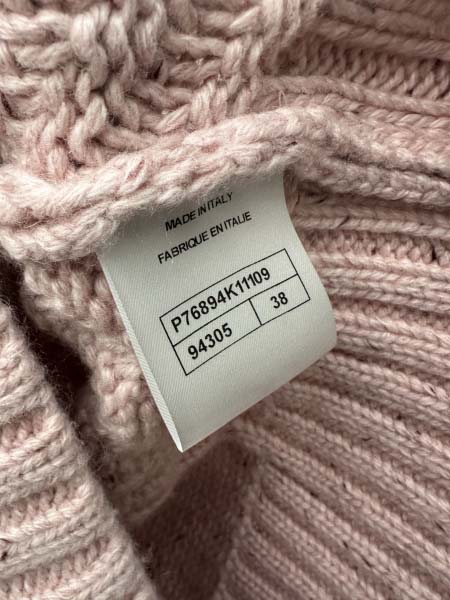 MADE IN ITALY
FABRIQUE EN ITALIE
P76894K11109
94305 38